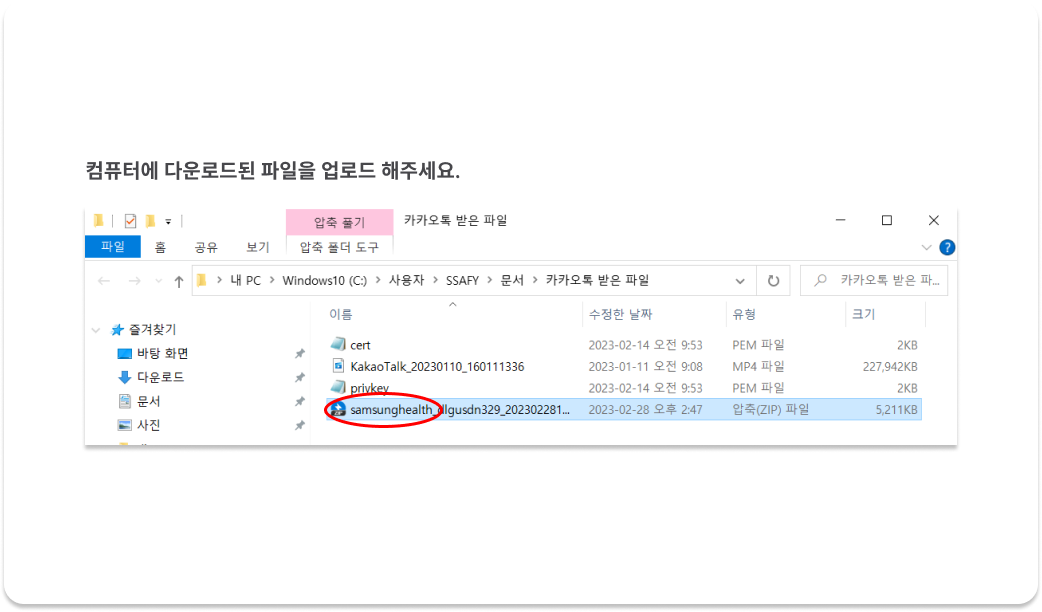 컴퓨터에 다운로드된 파일을 업로드 해주세요.
압축 풀기 카카오톡 받은 파일
파일 홈 공유 보기 압축 폴더 도구
내 PC > Windows10 (C:) > 사용자 > SSAFY > 문서 > 카카오톡 받은 파일 카카오톡 받은 파...
이름 수정한 날짜 유형 크기
즐겨찾기
바탕 화면
다운로드
문서
사진
cert 2023-02-14 오전 9:53 PEM 파일 2KB
KakaoTalk_20230110_160111336 2023-01-11 오전 9:08 MP4 파일 227,942KB
privkey 2023-02-14 오전 9:53 PEM 파일 2KB
samsunghealth_dlgusdn329_202302281... 2023-02-28 오후 2:47 압축(ZIP) 파일 5,211KB